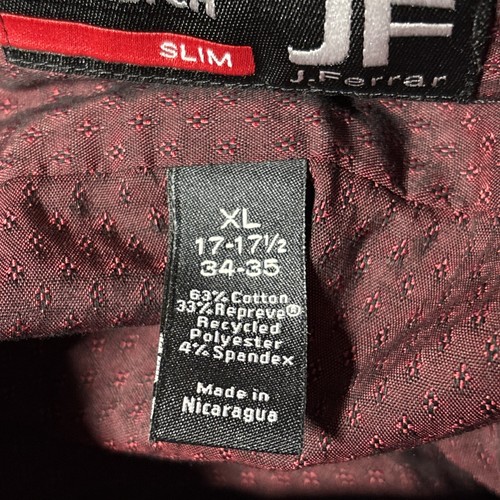 SLIM
JF
J.Ferrar
XL
17-17½
34-35
63% Cotton
33% Repreve®
Recycled
Polyester
4% Spandex
Made in
Nicaragua